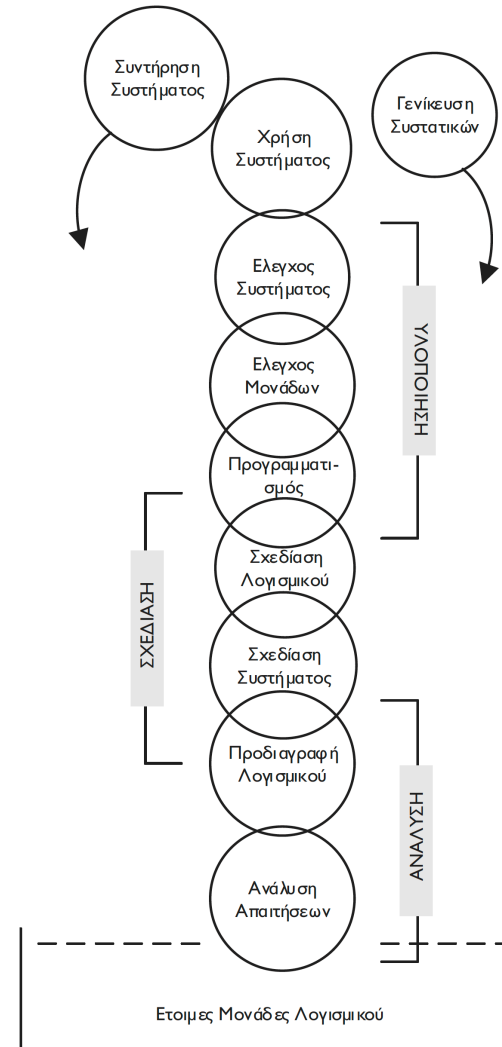 Συντήρηση
Συστήματος
Γενίκευση
Συστατικών
Χρήση
Συστήματος
Ελεγχος
Συστήματος
Ελεγχος
Μονάδων
ΥΛΟΠΟΙΗΣΗ
Προγραμματι-
σμός
Σχεδίαση
Λογισμικού
ΣΧΕΔΙΑΣΗ
Σχεδίαση
Συστήματος
Προδιαγραφή
Λογισμικού
ΑΝΑΛΥΣΗ
Ανάλυση
Απαιτήσεων
Ετοιμες Μονάδες Λογισμικού